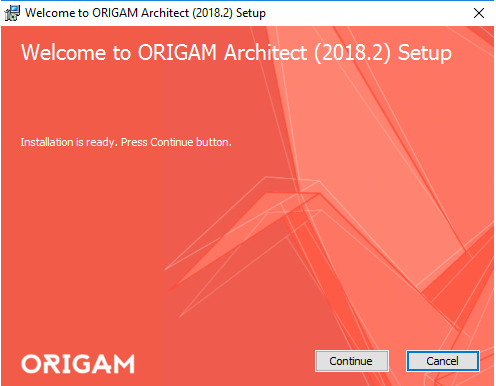 Welcome to ORIGAM Architect (2018.2) Setup
Welcome to ORIGAM Architect (2018.2) Setup
Installation is ready. Press Continue button.
ORIGAM
Continue
Cancel